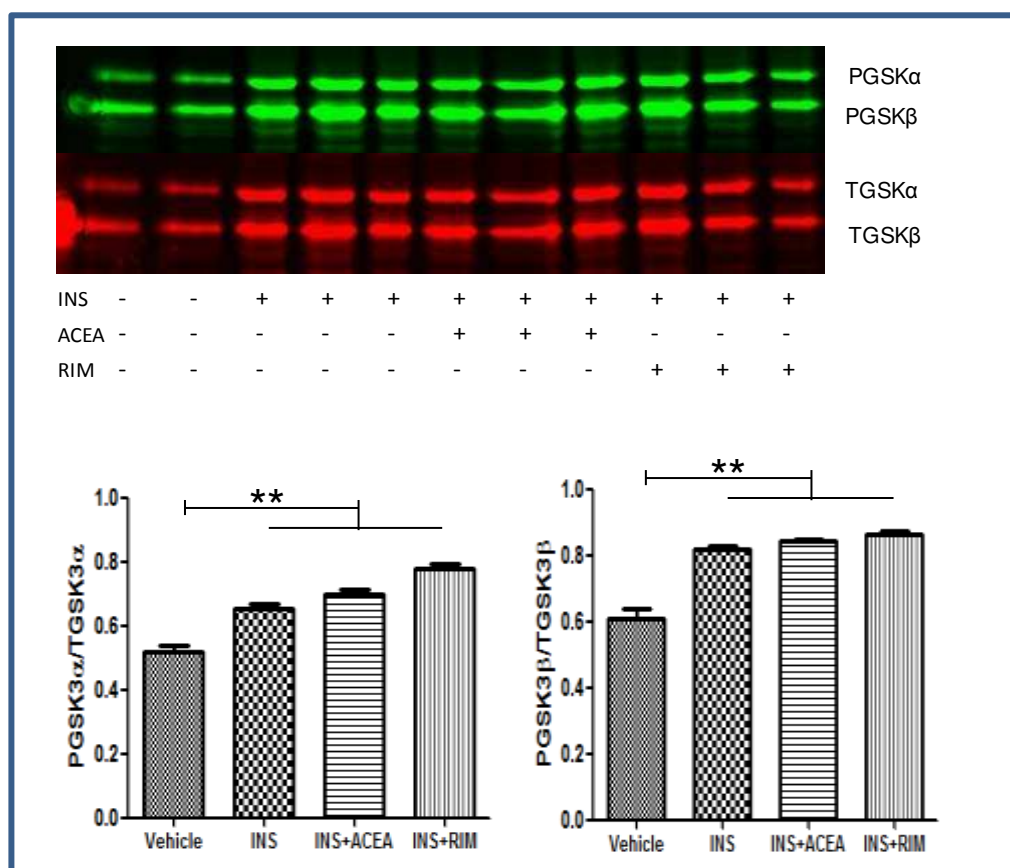 PGSKα
PGSKβ
TGSKα
TGSKβ
INS - - + + + + + + + + +
ACEA - - - - - + + + - - -
RIM - - - - - - - - + + +
**
1.0
0.8
0.6
0.4
0.2
0.0
PGSK3α/TGSK3α
Vehicle INS INS+ACEA INS+RIM
**
1.0
0.8
0.6
0.4
0.2
0.0
PGSK3β/TGSK3β
Vehicle INS INS+ACEA INS+RIM